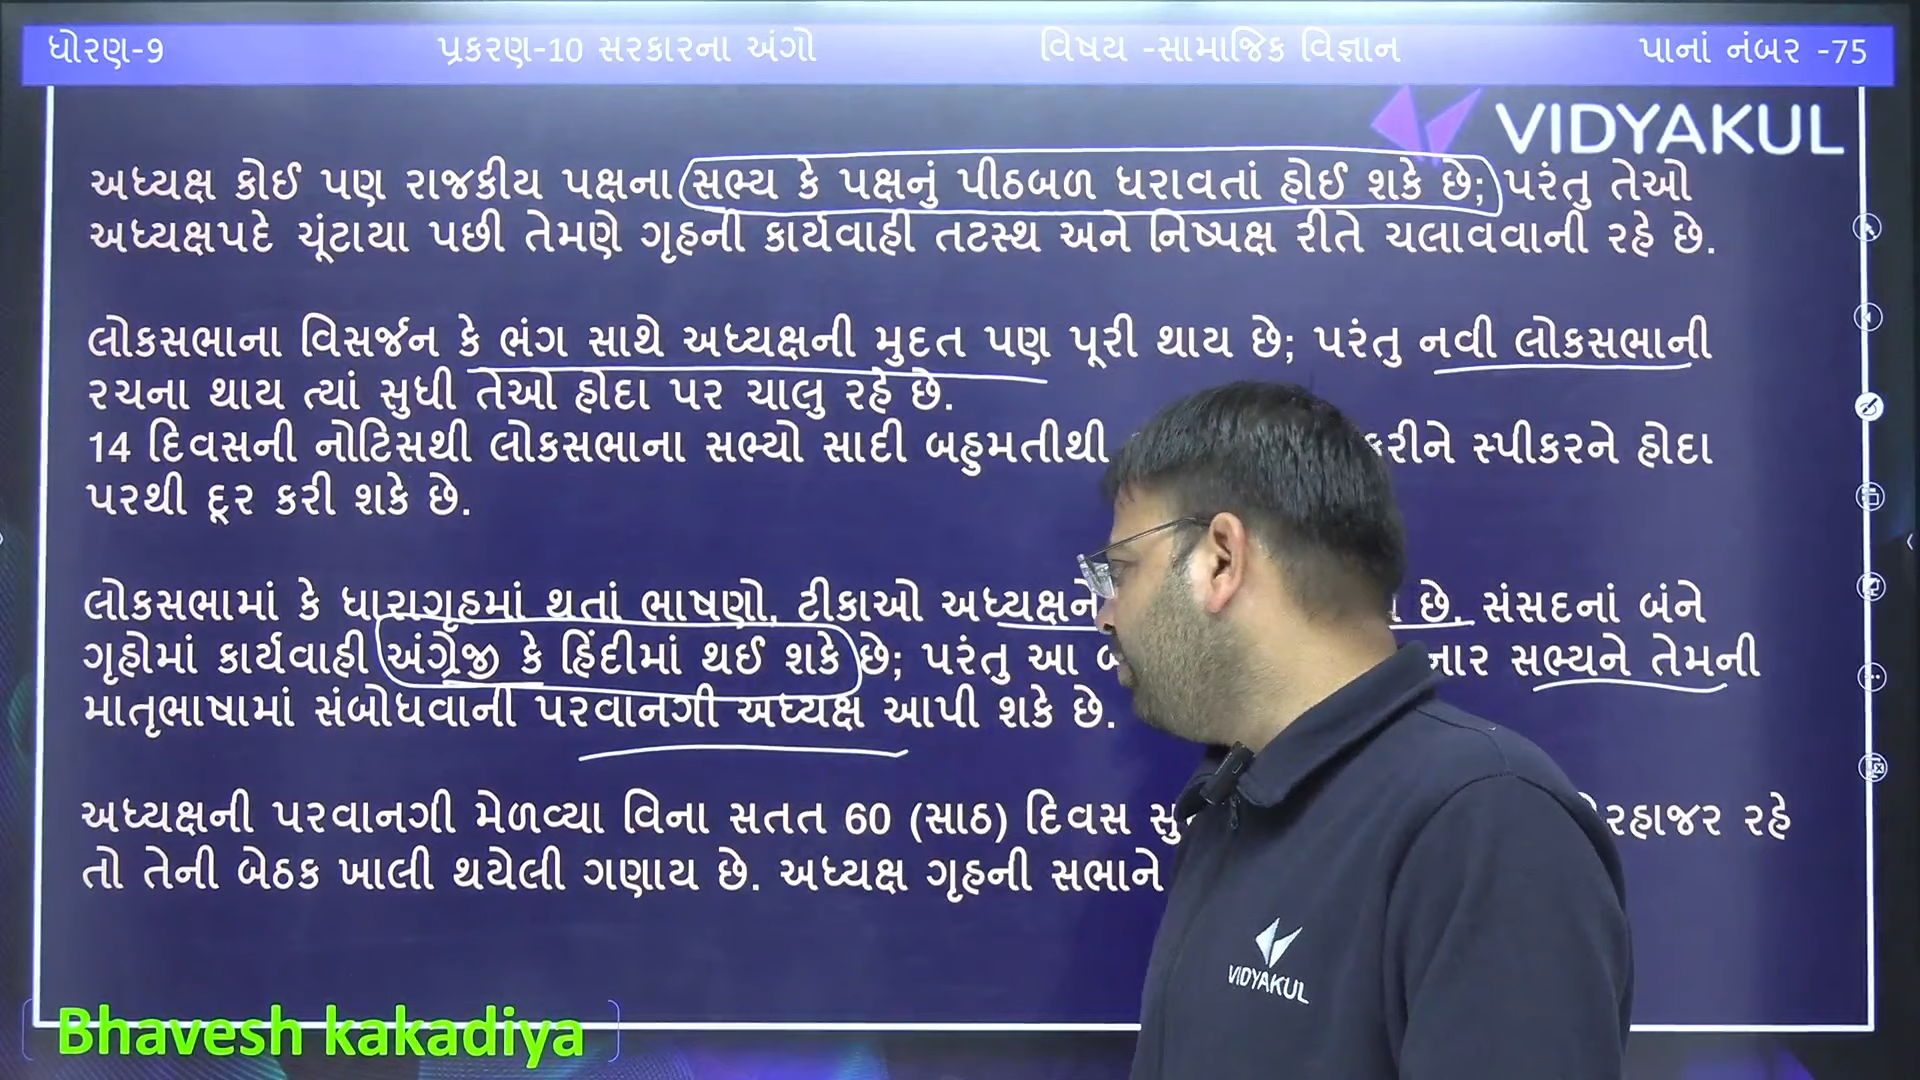 ધોરણ-9 પ્રકરણ-10 સરકારના અંગો વિષય -સામાજિક વિજ્ઞાન પાનાં નંબર -75
VIDYAKUL
અધ્યક્ષ કોઈ પણ રાજકીય પક્ષના સભ્ય કે પક્ષનું પીઠબળ ધરાવતાં હોઈ શકે છે; પરંતુ તેઓ
અધ્યક્ષપદે ચૂંટાયા પછી તેમણે ગૃહની કાર્યવાહી તટસ્થ અને નિષ્પક્ષ રીતે ચલાવવાની રહે છે.
લોકસભાના વિસર્જન કે ભંગ સાથે અધ્યક્ષની મુદત પણ પૂરી થાય છે; પરંતુ નવી લોકસભાની
રચના થાય ત્યાં સુધી તેઓ હોદા પર ચાલુ રહે છે.
14 દિવસની નોટિસથી લોકસભાના સભ્યો સાદી બહુમતીથી કરીને સ્પીકરને હોદા
પરથી દૂર કરી શકે છે.
લોકસભામાં કે ધારાગૃહમાં થતાં ભાષણો, ટીકાઓ અધ્યક્ષને છે. સંસદનાં બંને
ગૃહોમાં કાર્યવાહી અંગ્રેજી કે હિંદીમાં થઈ શકે છે; પરંતુ આ સભ્યને તેમની
માતૃભાષામાં સંબોધવાની પરવાનગી અધ્યક્ષ આપી શકે છે.
અધ્યક્ષની પરવાનગી મેળવ્યા વિના સતત 60 (સાઠ) દિવસ રહે
તો તેની બેઠક ખાલી થયેલી ગણાય છે. અધ્યક્ષ ગૃહની સભાને
VIDYAKUL
Bhavesh kakadiya